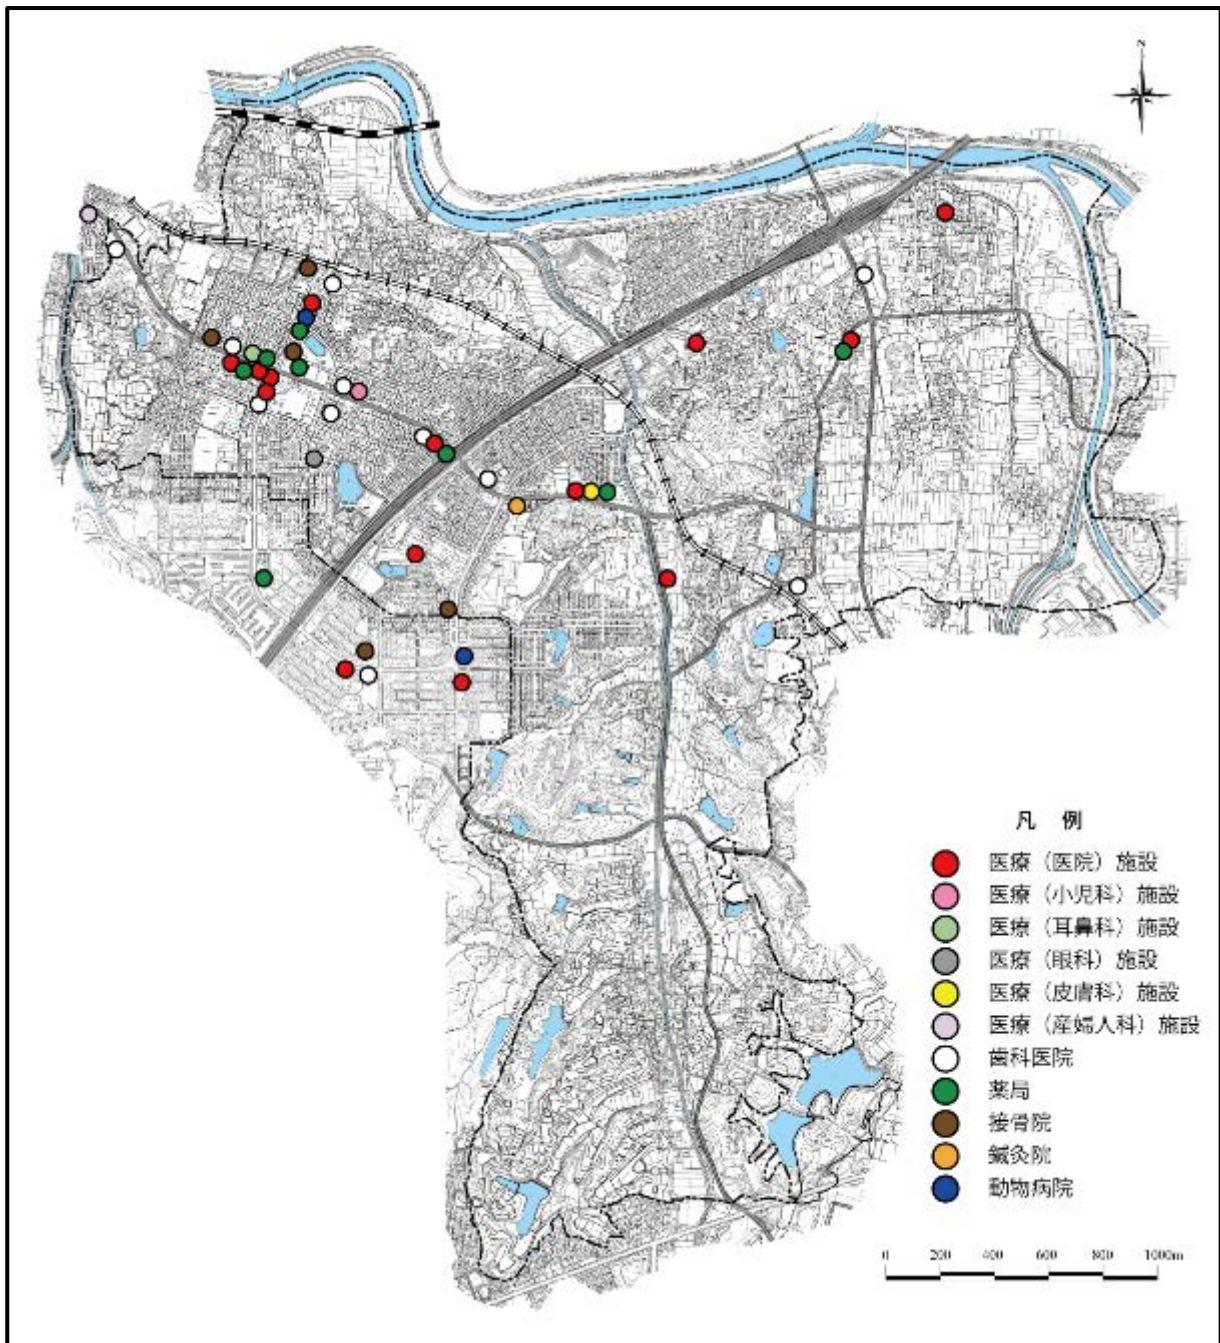 N
凡 例
医療（医院）施設
医療（小児科）施設
医療（耳鼻科）施設
医療（眼科）施設
医療（皮膚科）施設
医療（産婦人科）施設
歯科医院
薬局
接骨院
鍼灸院
動物病院
0 200 400 600 800 1000m